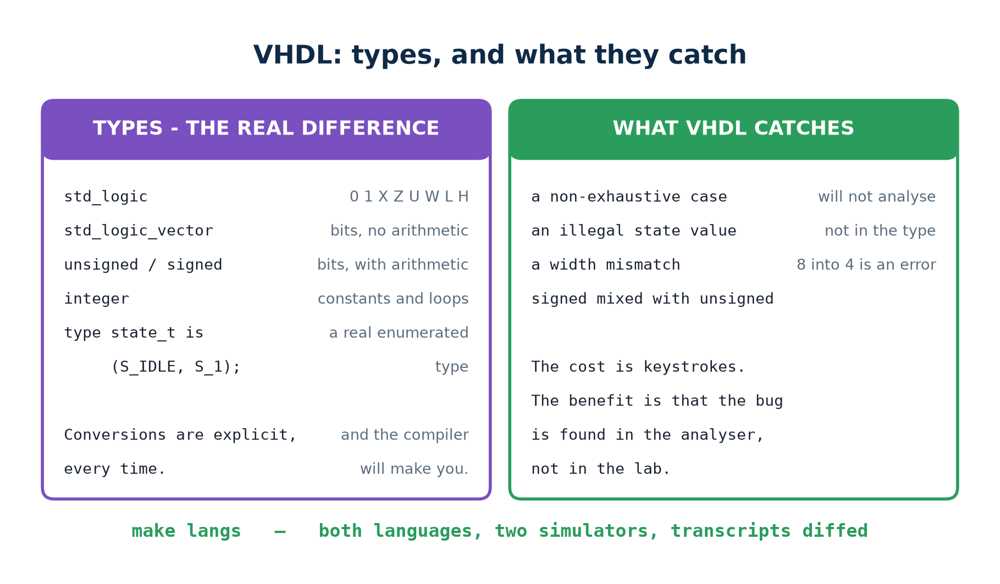 VHDL: types, and what they catch
TYPES - THE REAL DIFFERENCE
std_logic 0 1 X Z U W L H
std_logic_vector bits, no arithmetic
unsigned / signed bits, with arithmetic
integer constants and loops
type state_t is a real enumerated
(S_IDLE, S_1); type
Conversions are explicit, and the compiler
every time. will make you.
WHAT VHDL CATCHES
a non-exhaustive case will not analyse
an illegal state value not in the type
a width mismatch 8 into 4 is an error
signed mixed with unsigned
The cost is keystrokes.
The benefit is that the bug
is found in the analyser,
not in the lab.
make langs — both languages, two simulators, transcripts diffed